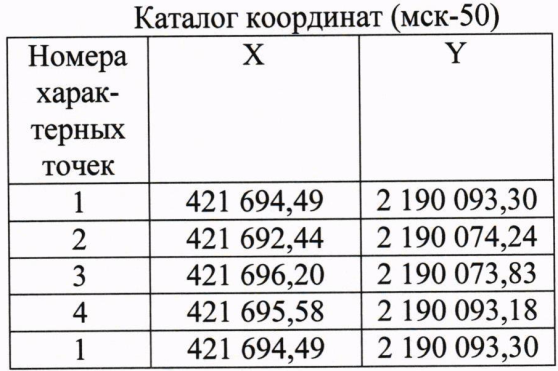 Каталог координат (мск-50)
Номера X Y
харак-
терных
точек
1 421 694,49 2 190 093,30
2 421 692,44 2 190 074,24
3 421 696,20 2 190 073,83
4 421 695,58 2 190 093,18
1 421 694,49 2 190 093,30